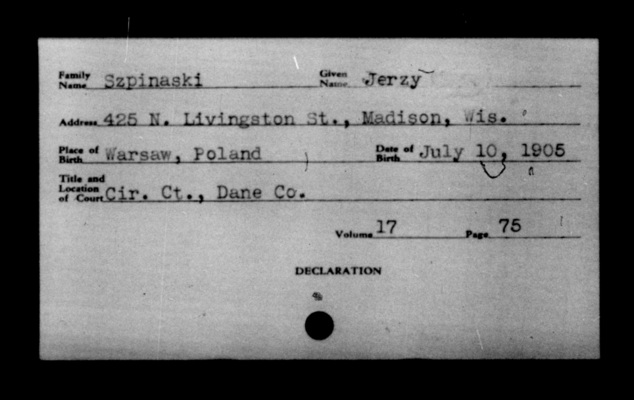 Family Name Szpinaski Given Name Jerzy
Address 425 N. Livingston St., Madison, Wis.
Place of Birth Warsaw, Poland Date of Birth July 10, 1905
Title and Location of Court Cir. Ct., Dane Co.
Volume 17 Page 75
DECLARATION